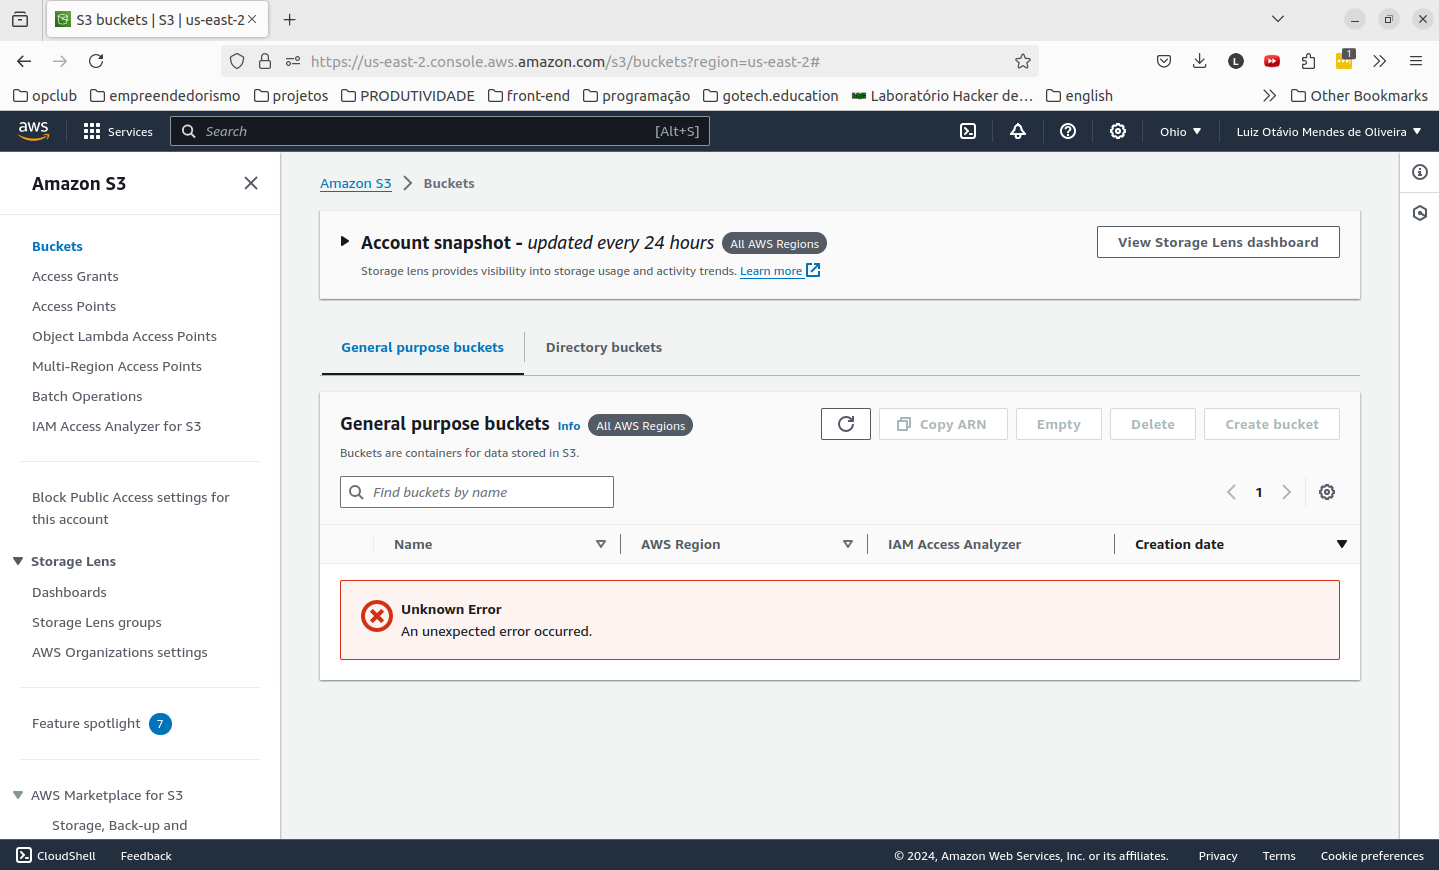 S3 buckets | S3 | us-east-2
https://us-east-2.console.aws.amazon.com/s3/buckets?region=us-east-2#
L
1
opclub
empreendedorismo
projetos
PRODUTIVIDADE
front-end
programação
gotech.education
Laboratório Hacker de…
english
Other Bookmarks
aws
Services
Search
[Alt+S]
Ohio
Luiz Otávio Mendes de Oliveira
Amazon S3
Buckets
Access Grants
Access Points
Object Lambda Access Points
Multi-Region Access Points
Batch Operations
IAM Access Analyzer for S3
Block Public Access settings for
this account
Storage Lens
Dashboards
Storage Lens groups
AWS Organizations settings
Feature spotlight 7
AWS Marketplace for S3
Storage, Back-up and
Amazon S3 Buckets
Account snapshot - updated every 24 hours All AWS Regions
View Storage Lens dashboard
Storage lens provides visibility into storage usage and activity trends. Learn more
General purpose buckets
Directory buckets
General purpose buckets Info All AWS Regions
Copy ARN
Empty
Delete
Create bucket
Buckets are containers for data stored in S3.
Find buckets by name
1
Name
AWS Region
IAM Access Analyzer
Creation date
Unknown Error
An unexpected error occurred.
CloudShell
Feedback
© 2024, Amazon Web Services, Inc. or its affiliates.
Privacy
Terms
Cookie preferences